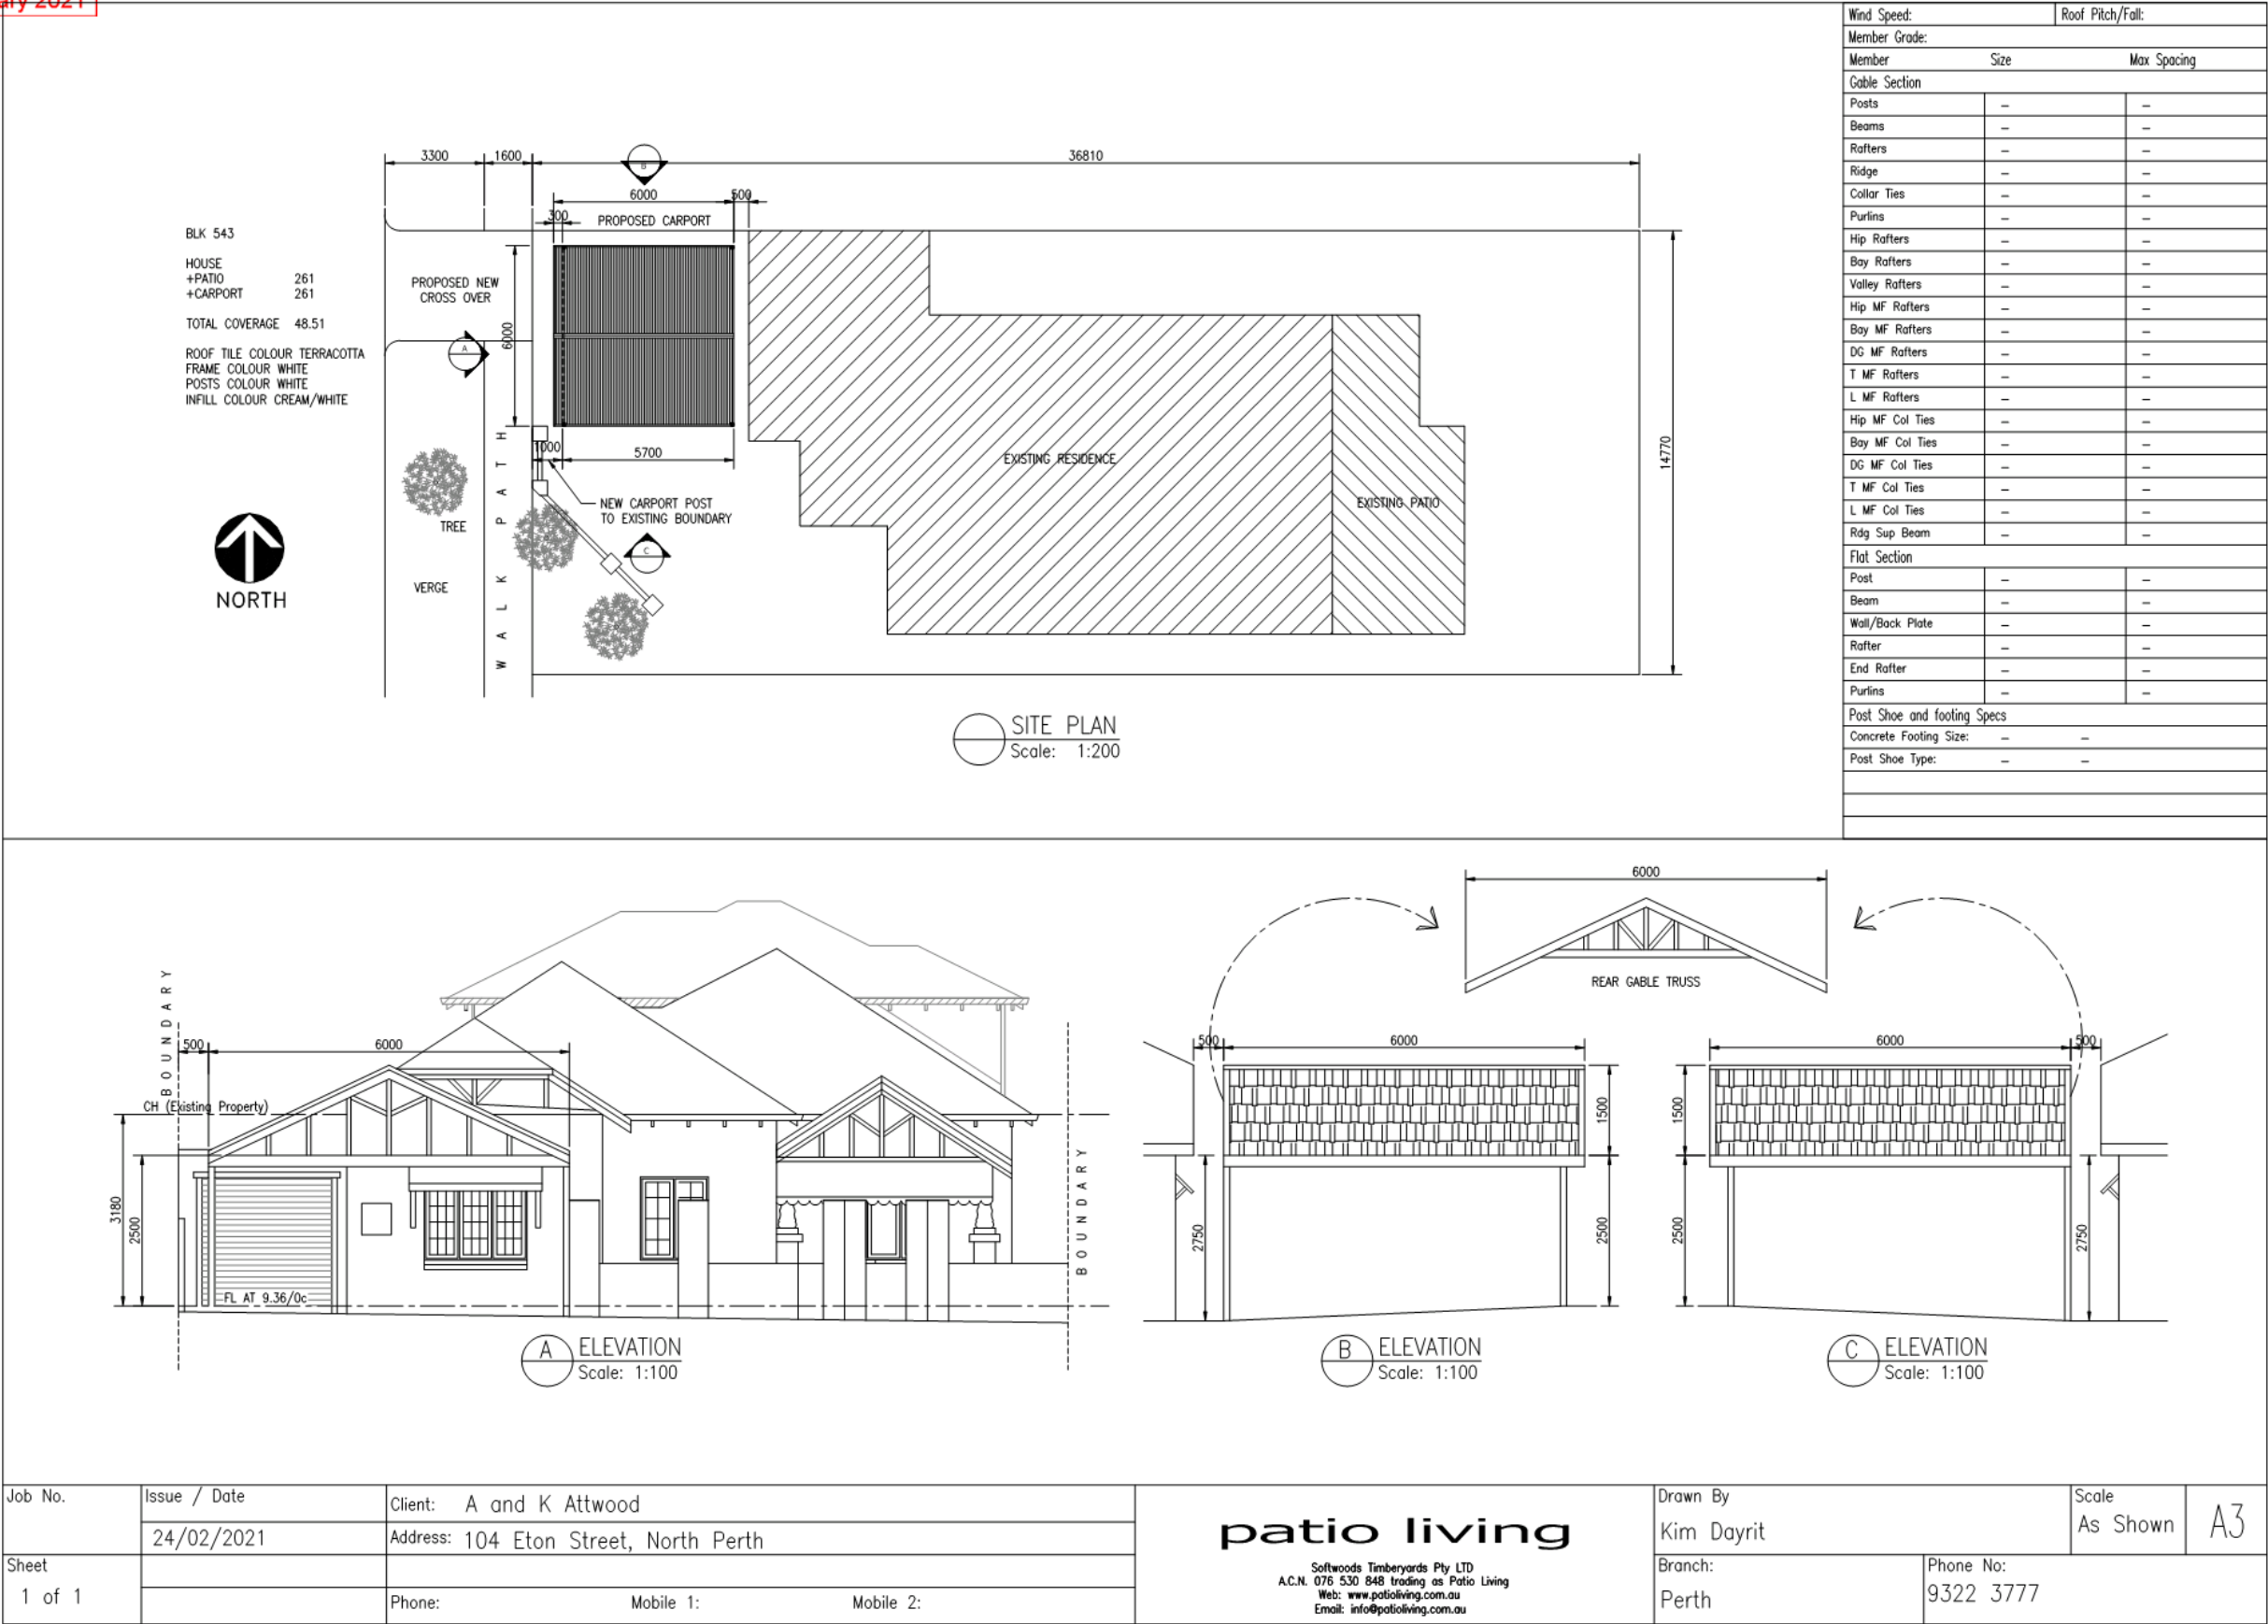 ary 2021
Wind Speed: Roof Pitch/Fall:
Member Grade:
Member Size Max Spacing
Gable Section
Posts – –
Beams – –
Rafters – –
Ridge – –
Collar Ties – –
Purlins – –
Hip Rafters – –
Bay Rafters – –
Valley Rafters – –
Hip MF Rafters – –
Bay MF Rafters – –
DG MF Rafters – –
T MF Rafters – –
L MF Rafters – –
Hip MF Col Ties – –
Bay MF Col Ties – –
DG MF Col Ties – –
T MF Col Ties – –
L MF Col Ties – –
Rdg Sup Beam – –
Flat Section
Post – –
Beam – –
Wall/Back Plate – –
Rafter – –
End Rafter – –
Purlins – –
Post Shoe and footing Specs
Concrete Footing Size: – –
Post Shoe Type: – –
3300 1600 36810
B
6000 500
300 PROPOSED CARPORT
BLK 543
HOUSE
+PATIO 261
+CARPORT 261
TOTAL COVERAGE 48.51
ROOF TILE COLOUR TERRACOTTA
FRAME COLOUR WHITE
POSTS COLOUR WHITE
INFILL COLOUR CREAM/WHITE
PROPOSED NEW
CROSS OVER
6000
A
1000 5700
14770
EXISTING RESIDENCE
EXISTING PATIO
NEW CARPORT POST
TO EXISTING BOUNDARY
C
TREE
VERGE
WALK PATH
NORTH
SITE PLAN
Scale: 1:200
BOUNDARY
500 6000
CH (Existing Property)
3180
2500
FL AT 9.36/0c
BOUNDARY
A ELEVATION
Scale: 1:100
6000
REAR GABLE TRUSS
500 6000
1500
2500
2750
B ELEVATION
Scale: 1:100
6000 500
1500
2500
2750
C ELEVATION
Scale: 1:100
Job No.
Issue / Date
24/02/2021
Sheet
1 of 1
Client: A and K Attwood
Address: 104 Eton Street, North Perth
Phone: Mobile 1: Mobile 2:
patio living
Softwoods Timberyards Pty LTD
A.C.N. 076 530 848 trading as Patio Living
Web: www.patioliving.com.au
Email: info@patioliving.com.au
Drawn By
Kim Dayrit
Scale
As Shown
A3
Branch:
Perth
Phone No:
9322 3777